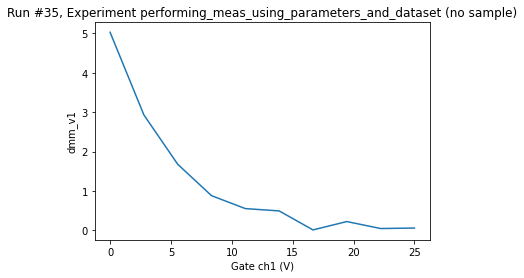 Run #35, Experiment performing_meas_using_parameters_and_dataset (no sample)
5
4
3
2
1
0
dmm_v1
0 5 10 15 20 25
Gate ch1 (V)